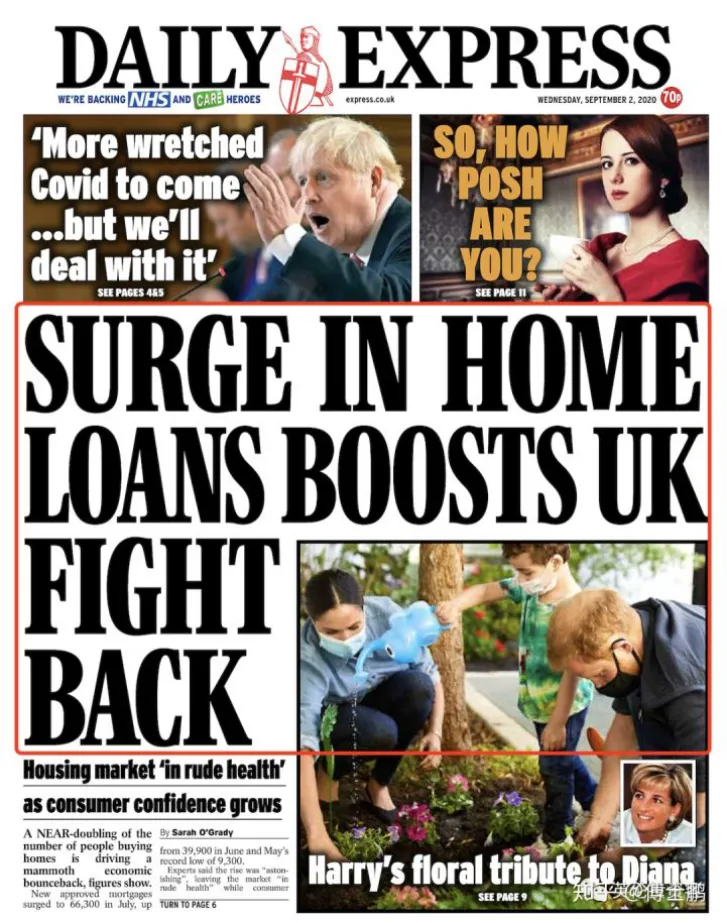 DAILY EXPRESS
WE'RE BACKING NHS AND CARE HEROES
express.co.uk
WEDNESDAY, SEPTEMBER 2, 2020 70p
'More wretched
Covid to come
...but we'll
deal with it'
SEE PAGES 4&5
SO, HOW
POSH
ARE
YOU?
SEE PAGE 11
SURGE IN HOME
LOANS BOOSTS UK
FIGHT
BACK
Housing market 'in rude health'
as consumer confidence grows
A NEAR-doubling of the
number of people buying
homes is driving a
mammoth economic
bounceback, figures show.
New approved mortgages
surged to 66,300 in July, up
By Sarah O'Grady
from 39,900 in June and May's
record low of 9,300.
Experts said the rise was "aston-
ishing", leaving the market "in
rude health" while consumer
TURN TO PAGE 6
Harry's floral tribute to Diana
SEE PAGE 9